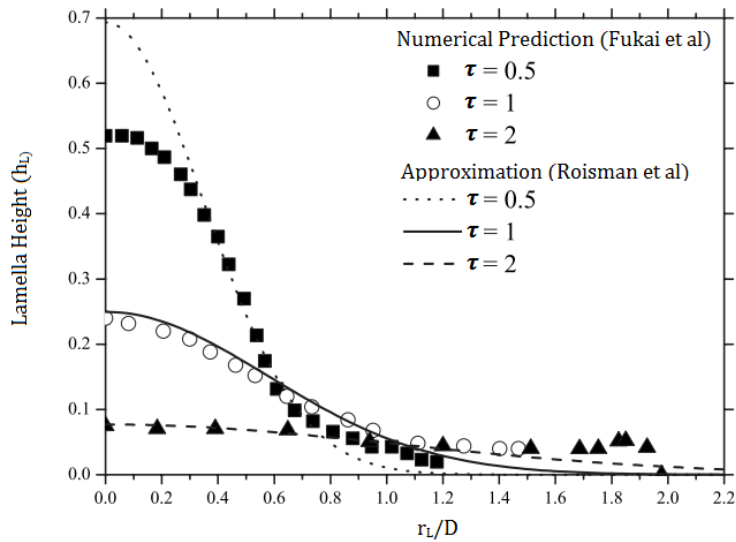 Numerical Prediction (Fukai et al)
τ = 0.5
τ = 1
τ = 2
Approximation (Roisman et al)
τ = 0.5
τ = 1
τ = 2
Lamella Height (hL)
0.7
0.6
0.5
0.4
0.3
0.2
0.1
0.0
0.0 0.2 0.4 0.6 0.8 1.0 1.2 1.4 1.6 1.8 2.0 2.2
rL/D